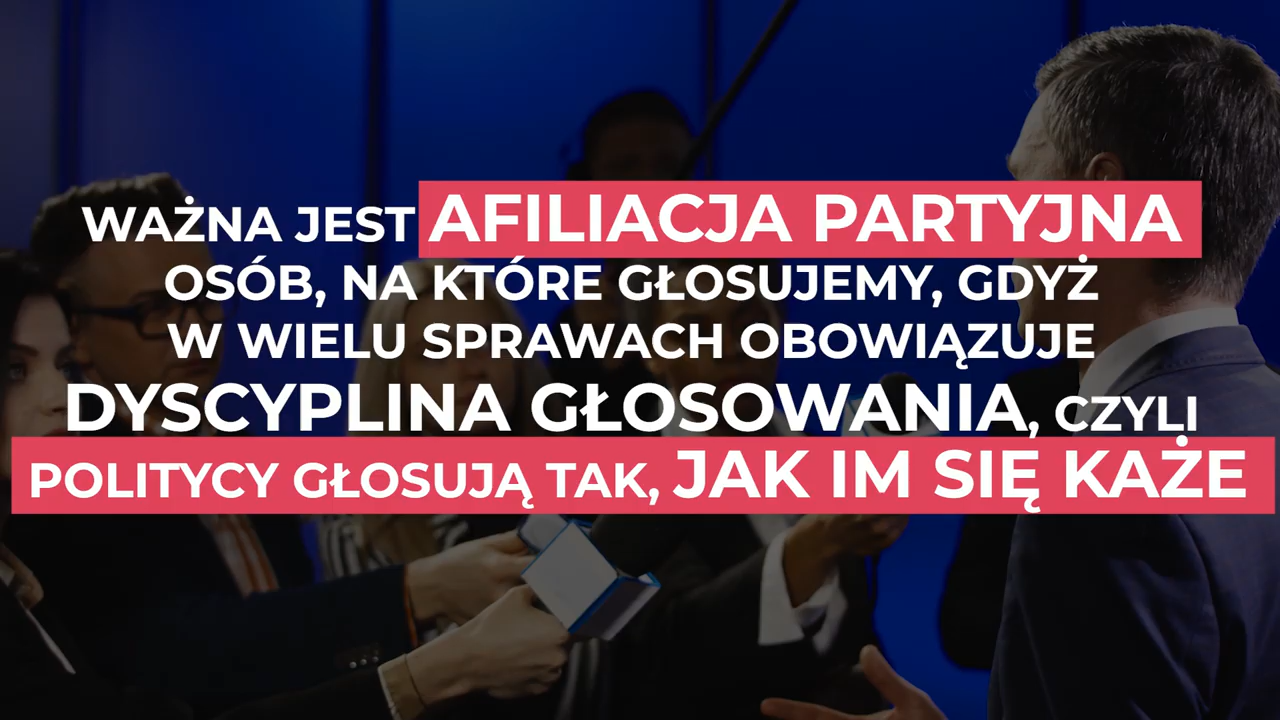 WAŻNA JEST AFILIACJA PARTYJNA
OSÓB, NA KTÓRE GŁOSUJEMY, GDYŻ
W WIELU SPRAWACH OBOWIĄZUJE
DYSCYPLINA GŁOSOWANIA, CZYLI
POLITYCY GŁOSUJĄ TAK, JAK IM SIĘ KAŻE